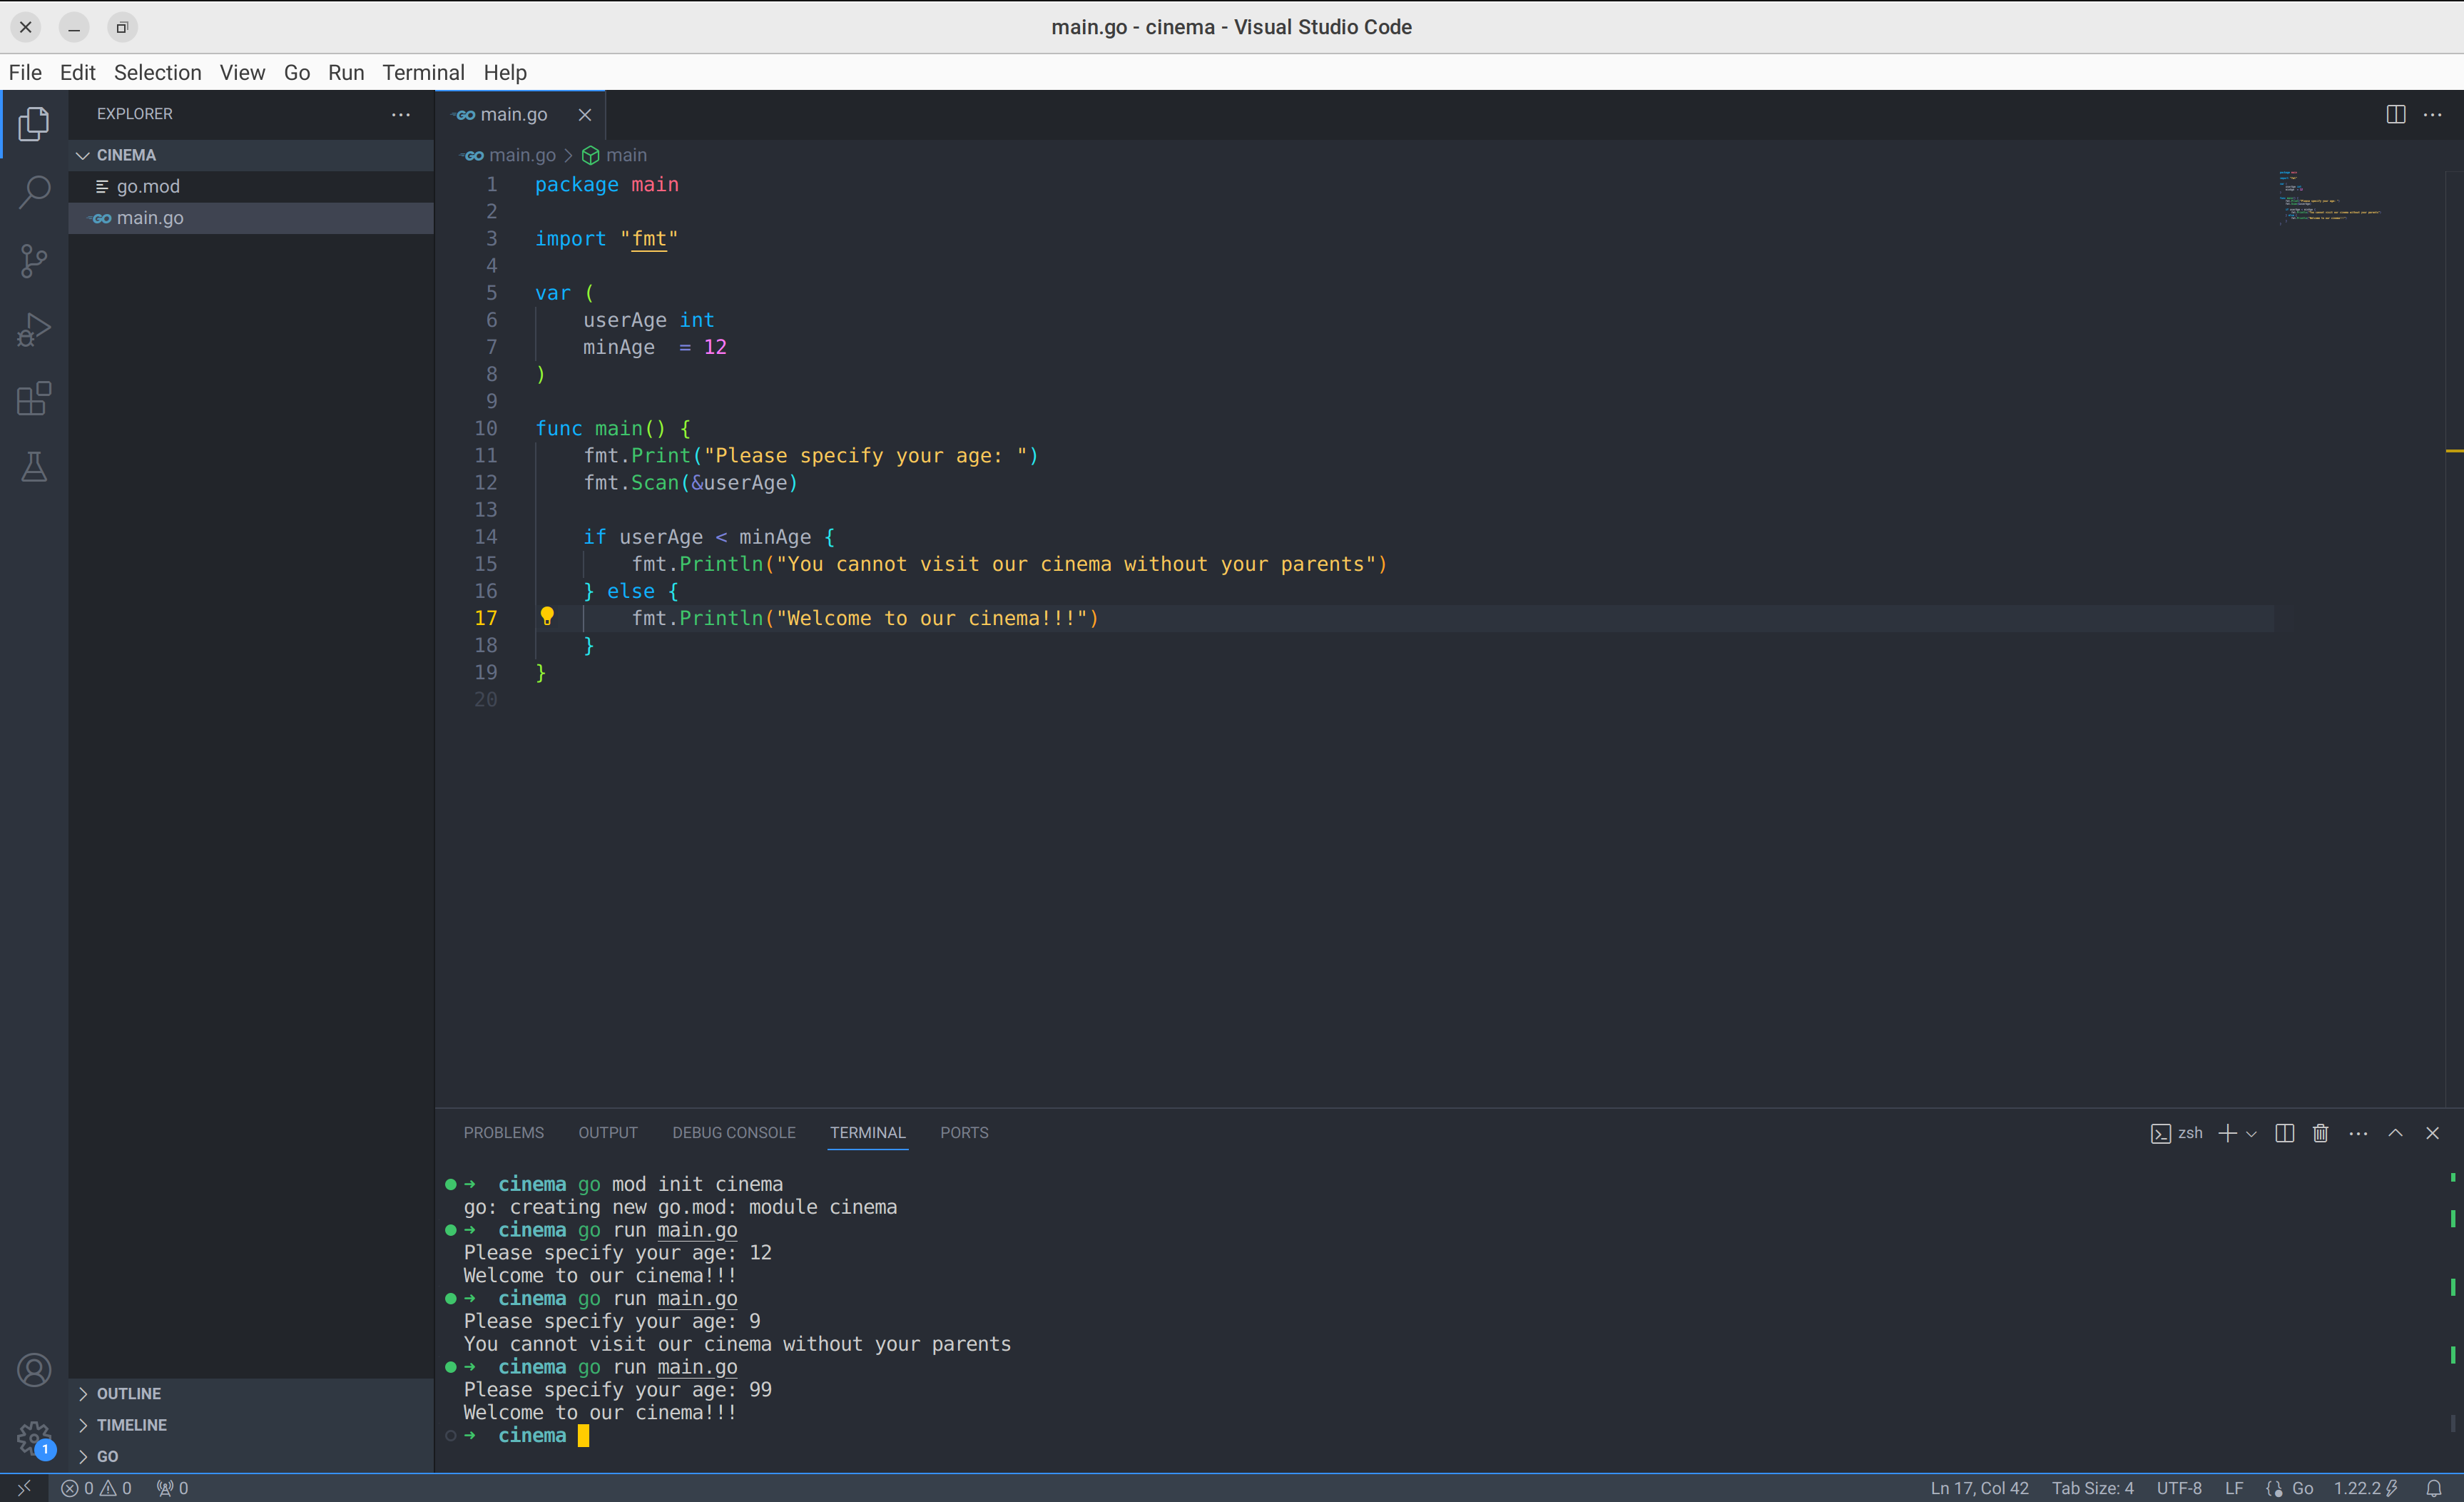 main.go - cinema - Visual Studio Code
File Edit Selection View Go Run Terminal Help
EXPLORER
CINEMA
go.mod
main.go
OUTLINE
TIMELINE
GO
1
GO main.go
GO main.go > main
1 package main
2
3 import "fmt"
4
5 var (
6 userAge int
7 minAge = 12
8 )
9
10 func main() {
11 fmt.Print("Please specify your age: ")
12 fmt.Scan(&userAge)
13
14 if userAge < minAge {
15 fmt.Println("You cannot visit our cinema without your parents")
16 } else {
17 fmt.Println("Welcome to our cinema!!!")
18 }
19 }
20
PROBLEMS OUTPUT DEBUG CONSOLE TERMINAL PORTS
zsh
➜ cinema go mod init cinema
go: creating new go.mod: module cinema
➜ cinema go run main.go
Please specify your age: 12
Welcome to our cinema!!!
➜ cinema go run main.go
Please specify your age: 9
You cannot visit our cinema without your parents
➜ cinema go run main.go
Please specify your age: 99
Welcome to our cinema!!!
➜ cinema
0 0 0 Ln 17, Col 42 Tab Size: 4 UTF-8 LF {} Go 1.22.2